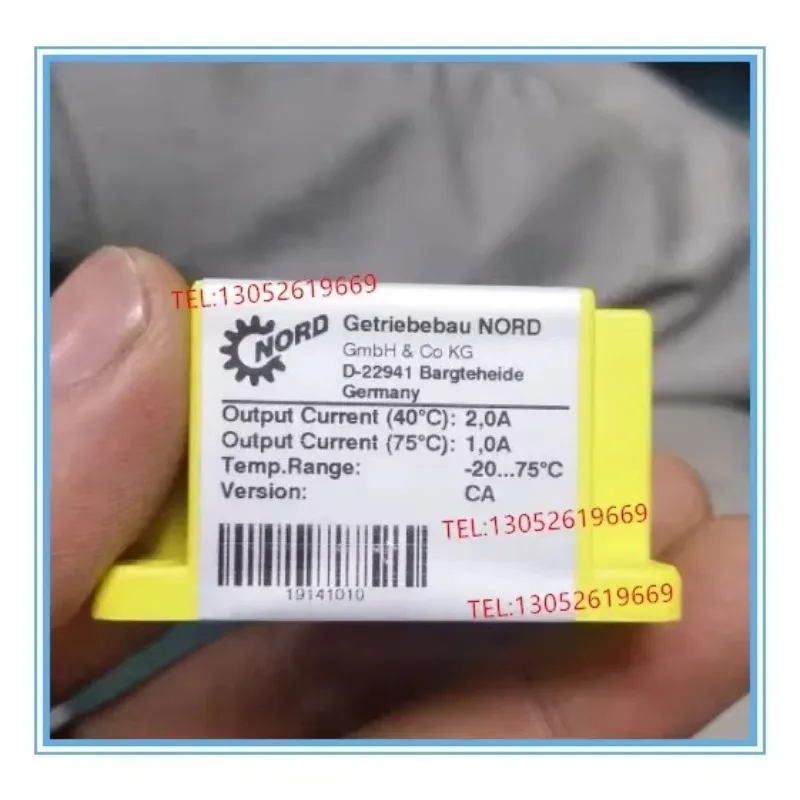 TEL:13052619669
NORD
Getriebebau NORD
GmbH & Co KG
D-22941 Bargteheide
Germany
Output Current (40°C): 2,0A
Output Current (75°C): 1,0A
Temp.Range: -20...75°C
Version: CA
TEL:13052619669
19141010
TEL:13052619669